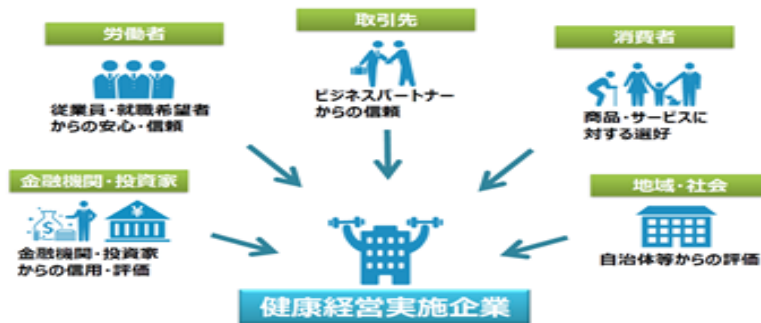 労働者
従業員・就職希望者
からの安心・信頼
取引先
ビジネスパートナー
からの信頼
消費者
商品・サービスに
対する選好
金融機関・投資家
¥
金融機関・投資家
からの信用・評価
地域・社会
自治体等からの評価
健康経営実施企業